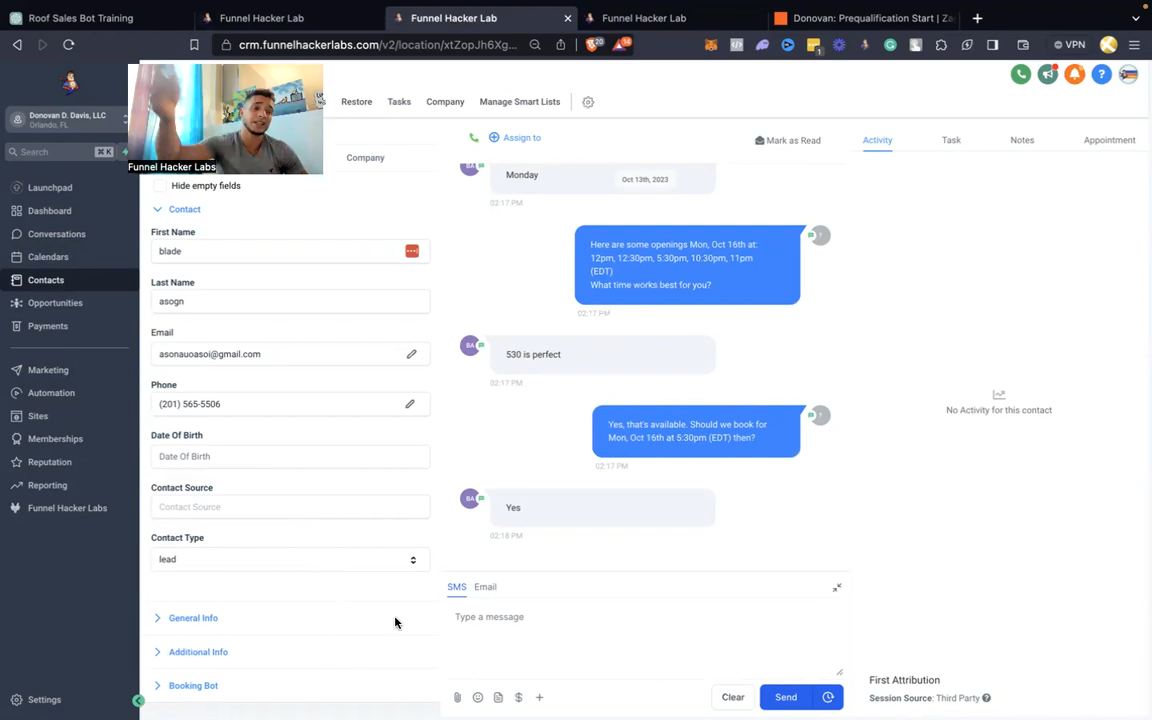 Roof Sales Bot Training
Funnel Hacker Lab
Funnel Hacker Lab
Funnel Hacker Lab
Donovan: Prequalification Start | Za
crm.funnelhackerlabs.com/v2/location/xtZopJh6Xg...
20
14
1
VPN
Donovan D. Davis, LLC
Orlando, FL
Search
⌘ K
Launchpad
Dashboard
Conversations
Calendars
Contacts
Opportunities
Payments
Marketing
Automation
Sites
Memberships
Reputation
Reporting
Funnel Hacker Labs
Settings
Funnel Hacker Labs
Restore
Tasks
Company
Manage Smart Lists
Company
Hide empty fields
Contact
First Name
blade
Last Name
asogn
Email
asonauoasoi@gmail.com
Phone
(201) 565-5506
Date Of Birth
Date Of Birth
Contact Source
Contact Source
Contact Type
lead
General Info
Additional Info
Booking Bot
Assign to
Mark as Read
BA
Monday
Oct 13th, 2023
02:17 PM
Here are some openings Mon, Oct 16th at:
12pm, 12:30pm, 5:30pm, 10:30pm, 11pm
(EDT)
What time works best for you?
?
02:17 PM
BA
530 is perfect
02:17 PM
Yes, that's available. Should we book for
Mon, Oct 16th at 5:30pm (EDT) then?
?
02:17 PM
BA
Yes
02:18 PM
SMS
Email
Type a message
Clear
Send
Activity
Task
Notes
Appointment
No Activity for this contact
First Attribution
Session Source: Third Party